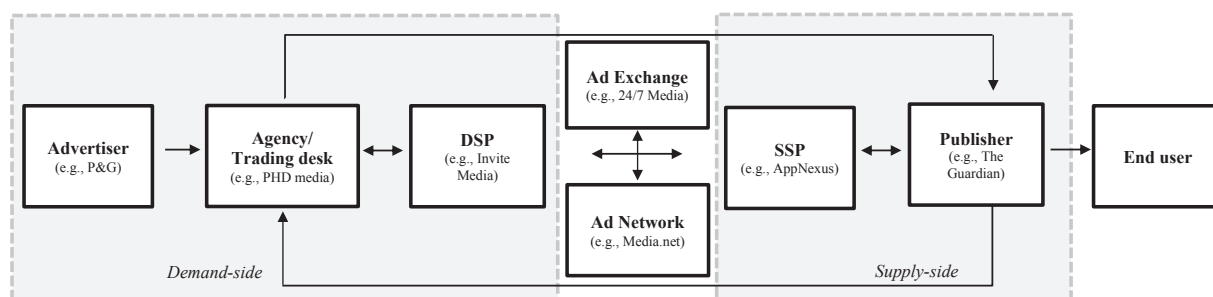 Advertiser
(e.g., P&G)
Agency/
Trading desk
(e.g., PHD media)
DSP
(e.g., Invite
Media)
Ad Exchange
(e.g., 24/7 Media)
Ad Network
(e.g., Media.net)
SSP
(e.g., AppNexus)
Publisher
(e.g., The
Guardian)
End user
Demand-side
Supply-side